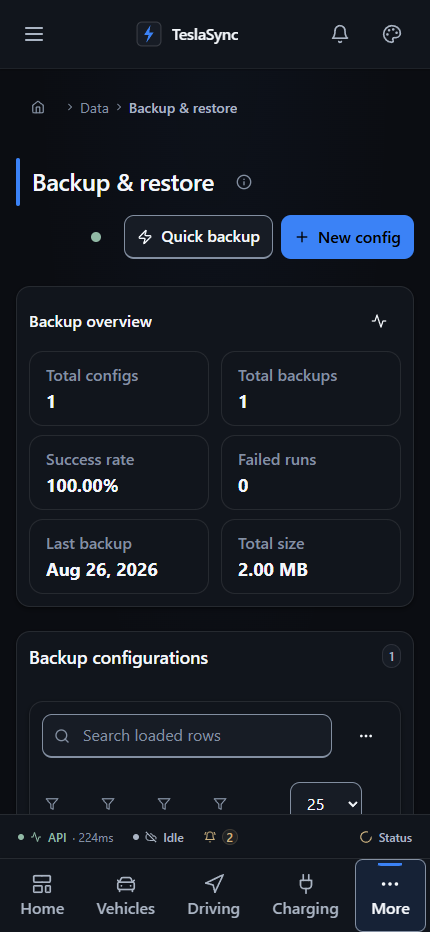 TeslaSync
Data > Backup & restore
Backup & restore
Quick backup
+ New config
Backup overview
Total configs
1
Total backups
1
Success rate
100.00%
Failed runs
0
Last backup
Aug 26, 2026
Total size
2.00 MB
Backup configurations
1
Search loaded rows
25
API · 224ms
Idle
2
Status
Home
Vehicles
Driving
Charging
More